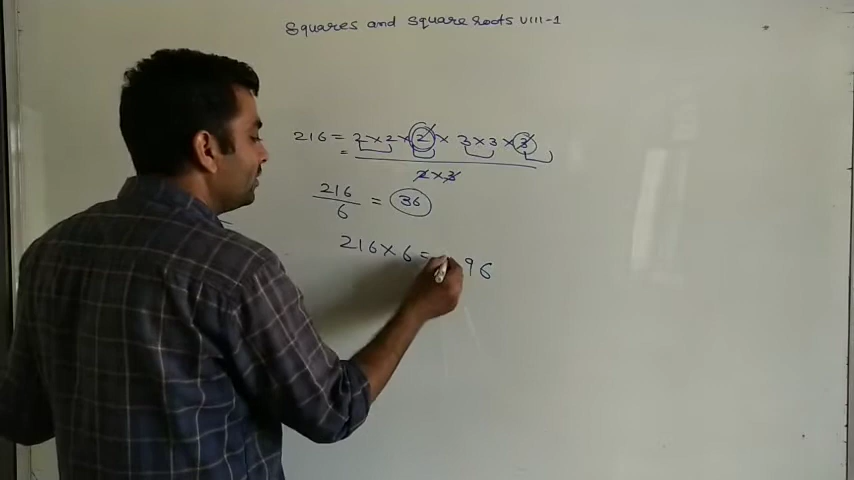 Squares and square roots VIII-1
216 = 2 × 2 × 2 × 3 × 3 × 3
=
2 × 3
216
6
= 36
216 × 6 = 96